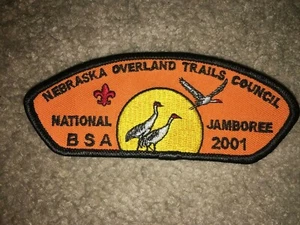 NEBRASKA OVERLAND TRAILS COUNCIL
NATIONAL JAMBOREE
BSA 2001